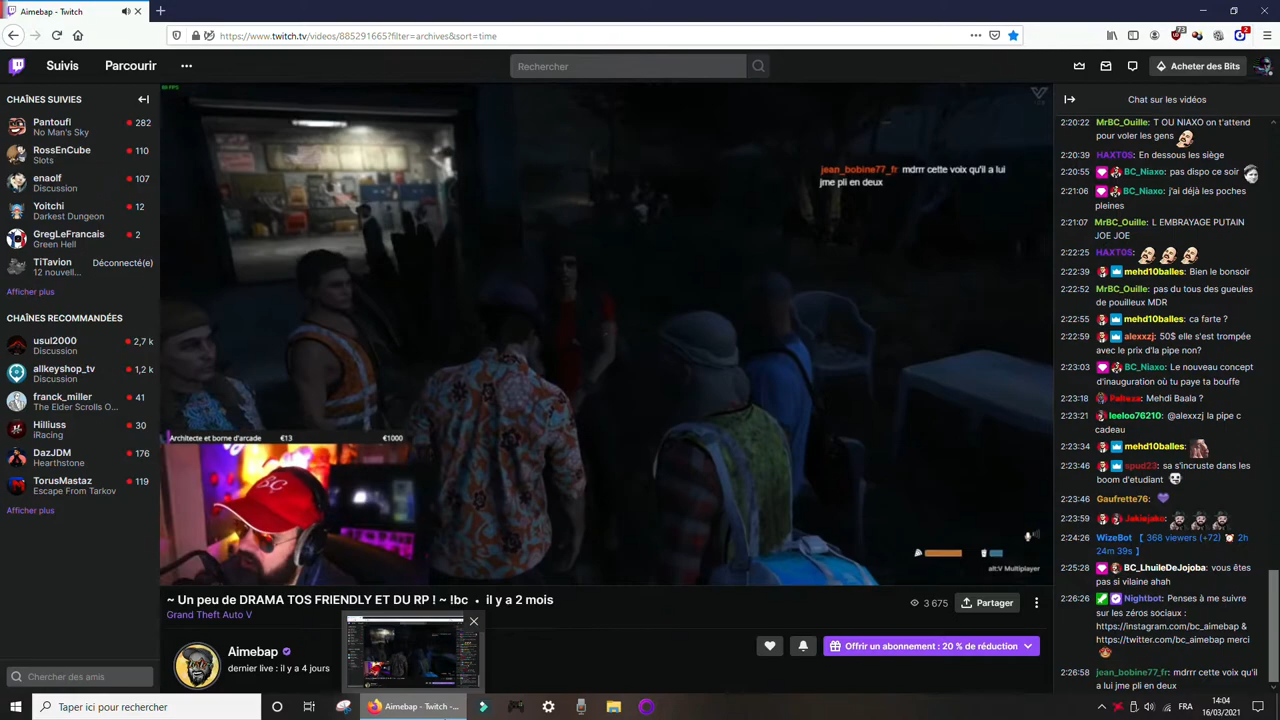 Aimebap - Twitch
https://www.twitch.tv/videos/885291665?filter=archives&sort=time
73
2
Suivis
Parcourir
Rechercher
Acheter des Bits
CHAÎNES SUIVIES
Pantoufl
282
No Man's Sky
RossEnCube
110
Slots
enaolf
107
Discussion
Yoitchi
12
Darkest Dungeon
GregLeFrancais
2
Green Hell
TiTavion
Déconnecté(e)
12 nouvell...
Afficher plus
CHAÎNES RECOMMANDÉES
usul2000
2,7 k
Discussion
allkeyshop_tv
1,2 k
Discussion
franck_miller
41
The Elder Scrolls O...
Hilliuss
30
iRacing
DazJDM
176
Hearthstone
TorusMastaz
119
Escape From Tarkov
Afficher plus
Chercher des amis
jean_bobine77_fr mdrrr cette voix qu'il a lui
jme pli en deux
Architecte et borne d'arcade €13 €1000
BC
alt:V Multiplayer
~ Un peu de DRAMA TOS FRIENDLY ET DU RP ! ~ !bc • il y a 2 mois
Grand Theft Auto V
3 675
Partager
Aimebap
dernier live : il y a 4 jours
Offrir un abonnement : 20 % de réduction
Chat sur les vidéos
2:20:22 MrBC_Ouille: T OU NIAXO on t'attend
pour voler les gens
2:20:39 HAXT0S: En dessous les siège
2:20:55 BC_Niaxo: pas dispo ce soir
2:21:06 BC_Niaxo: j'ai déjà les poches
pleines
2:21:07 MrBC_Ouille: L EMBRAYAGE PUTAIN
JOE JOE
2:22:25 HAXT0S:
2:22:39 mehd10balles: Bien le bonsoir
2:22:52 MrBC_Ouille: pas du tous des gueules
de pouilleux MDR
2:22:55 mehd10balles: ca farte ?
2:22:59 alexxzj: 50$ elle s'est trompée
avec le prix d'la pipe non?
2:23:03 BC_Niaxo: Le nouveau concept
d'inauguration où tu paye ta bouffe
2:23:18 Paltoxa: Mehdi Baala ?
2:23:21 leeloo76210: @alexxzj la pipe c
cadeau
2:23:34 mehd10balles:
2:23:46 spud23: sa s'incruste dans les
boom d'etudiant
2:23:46 Gaufrette76:
2:23:59 Jakiujako:
2:24:26 WizeBot [ 368 viewers (+72) 2h
24m 39s ]
2:25:28 BC_LhuileDeJojoba: vous êtes
pas si vilaine ahah
2:26:26 Nightbot: Penses à me suivre
sur les zéros sociaux :
https://instagram.com/bc_aimebap &
https://twitter.com/bc_aimebap merci
2:26:58 jean_bobine77_fr: mdrrr cette voix qu'il
a lui jme pli en deux
Taper ici pour rechercher
Aimebap - Twitch -...
FRA
14:04
16/03/2021